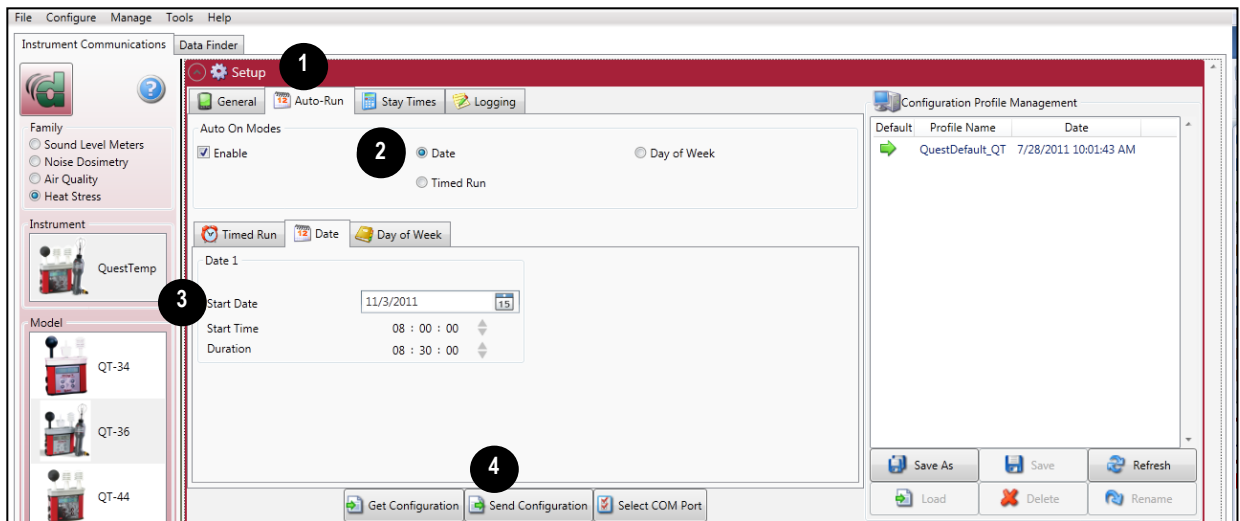 File Configure Manage Tools Help
Instrument Communications Data Finder
1
Setup
General 12 Auto-Run Stay Times Logging
Configuration Profile Management
Default Profile Name Date
QuestDefault_QT 7/28/2011 10:01:43 AM
Family
Sound Level Meters
Noise Dosimetry
Air Quality
Heat Stress
Auto On Modes
Enable 2 Date Day of Week
Timed Run
Instrument
QuestTemp
Timed Run 12 Date Day of Week
Date 1
3
Start Date 11/3/2011 15
Start Time 08 : 00 : 00
Duration 08 : 30 : 00
Model
QT-34
QT-36
QT-44
4
Get Configuration Send Configuration Select COM Port
Save As Save Refresh
Load Delete Rename